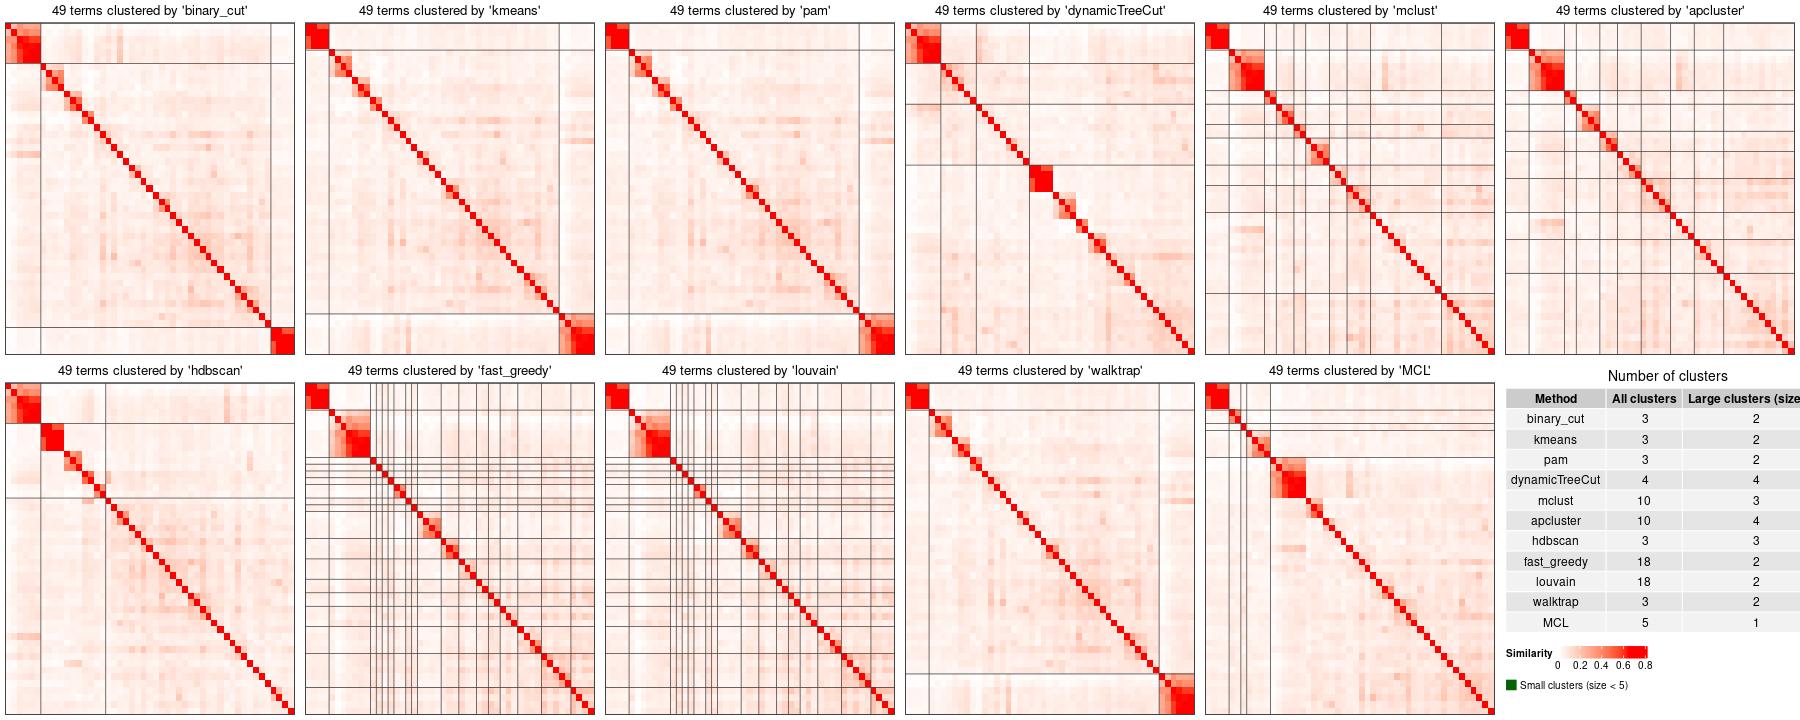 49 terms clustered by 'binary_cut'
49 terms clustered by 'kmeans'
49 terms clustered by 'pam'
49 terms clustered by 'dynamicTreeCut'
49 terms clustered by 'mclust'
49 terms clustered by 'apcluster'
49 terms clustered by 'hdbscan'
49 terms clustered by 'fast_greedy'
49 terms clustered by 'louvain'
49 terms clustered by 'walktrap'
49 terms clustered by 'MCL'
Number of clusters
Method All clusters Large clusters (size
binary_cut 3 2
kmeans 3 2
pam 3 2
dynamicTreeCut 4 4
mclust 10 3
apcluster 10 4
hdbscan 3 3
fast_greedy 18 2
louvain 18 2
walktrap 3 2
MCL 5 1
Similarity
0 0.2 0.4 0.6 0.8
Small clusters (size < 5)